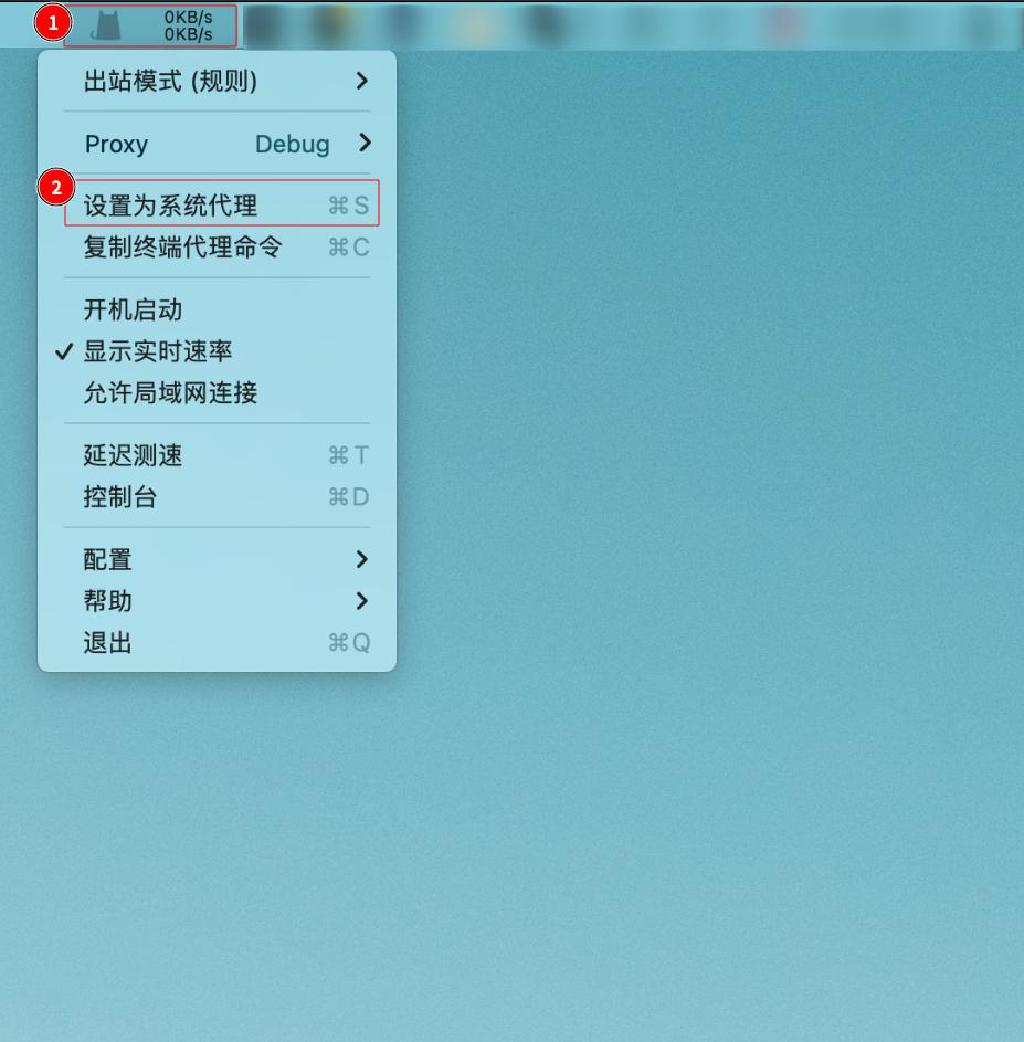 1
0KB/s
0KB/s
出站模式 (规则)
Proxy Debug
2
设置为系统代理 ⌘S
复制终端代理命令 ⌘C
开机启动
✓ 显示实时速率
允许局域网连接
延迟测速 ⌘T
控制台 ⌘D
配置
帮助
退出 ⌘Q